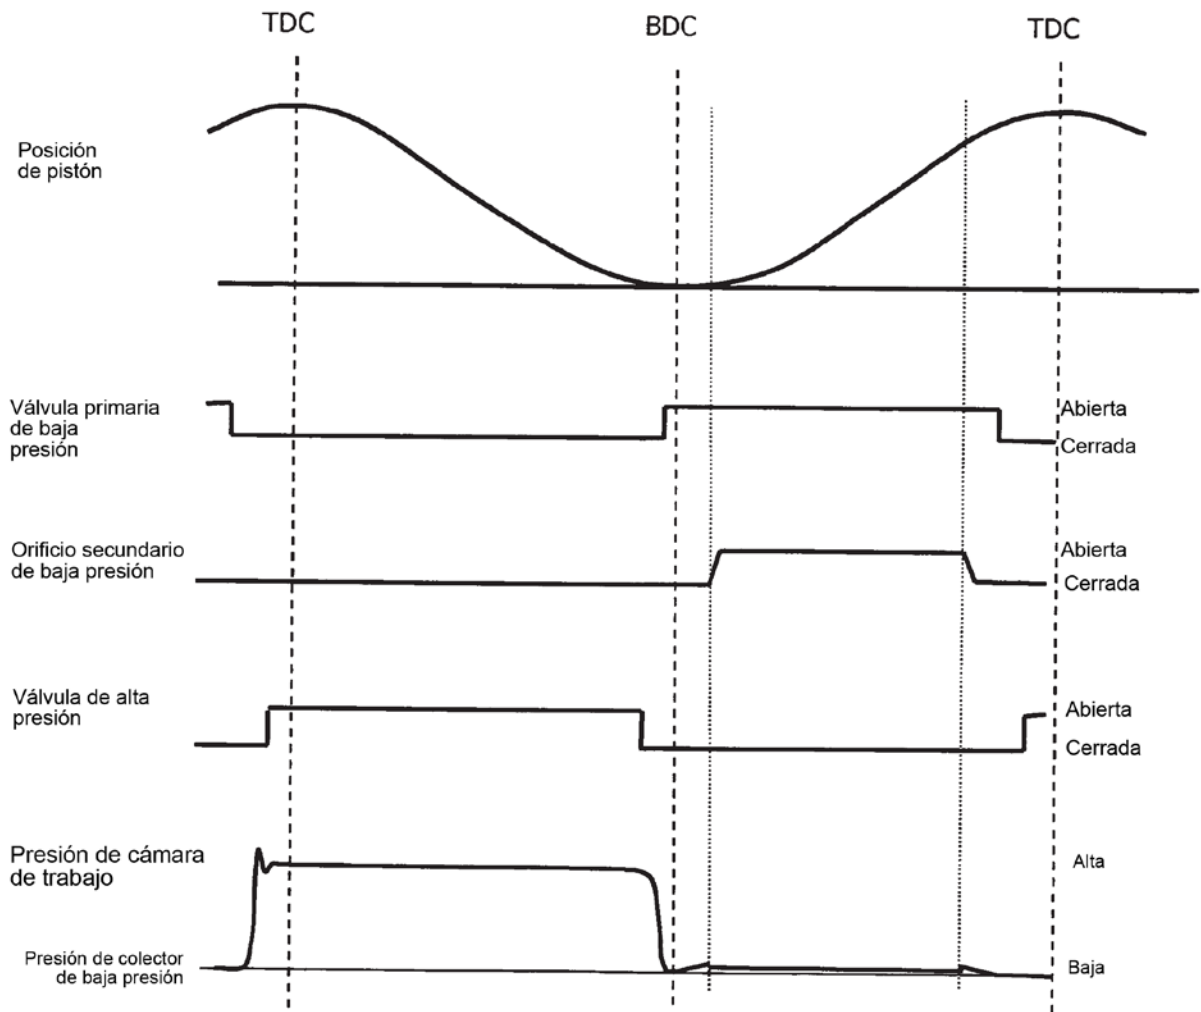 TDC
BDC
TDC
Posición
de pistón
Válvula primaria
de baja
presión
Abierta
Cerrada
Orificio secundario
de baja presión
Abierta
Cerrada
Válvula de alta
presión
Abierta
Cerrada
Presión de cámara
de trabajo
Alta
Presión de colector
de baja presión
Baja